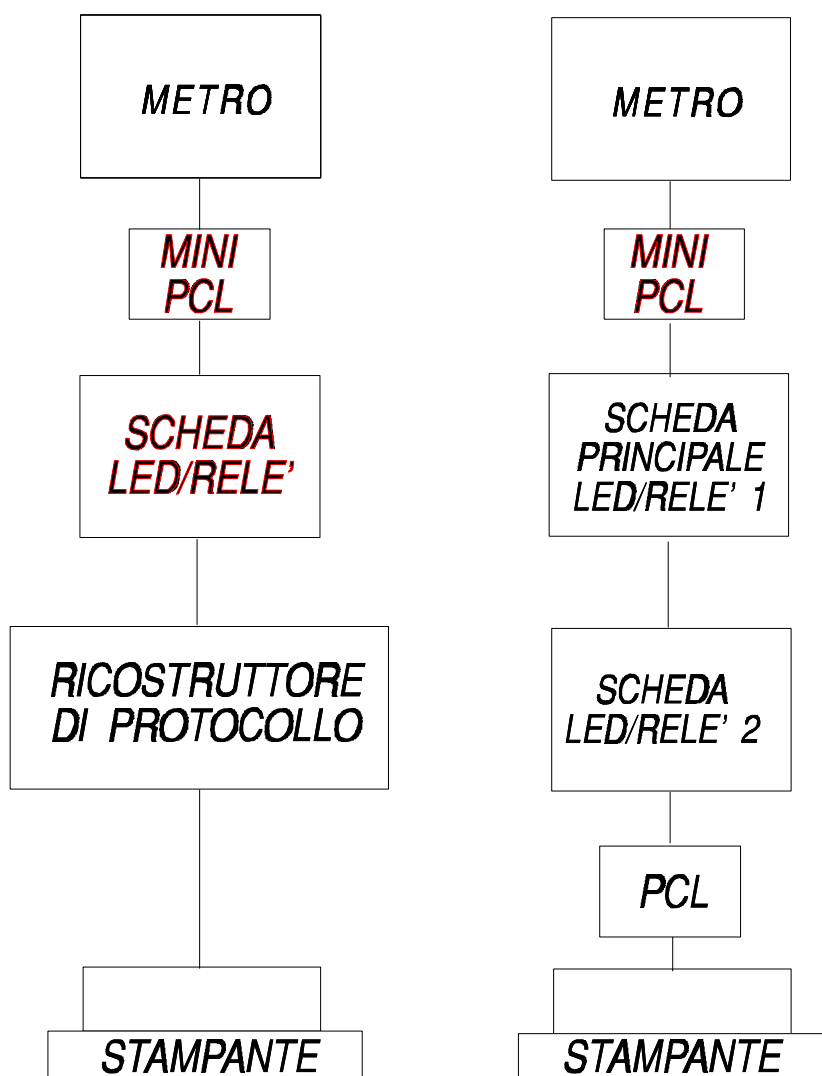 METRO
MINI
PCL
SCHEDA
LED/RELE'
RICOSTRUTTORE
DI PROTOCOLLO
STAMPANTE
METRO
MINI
PCL
SCHEDA
PRINCIPALE
LED/RELE' 1
SCHEDA
LED/RELE' 2
PCL
STAMPANTE